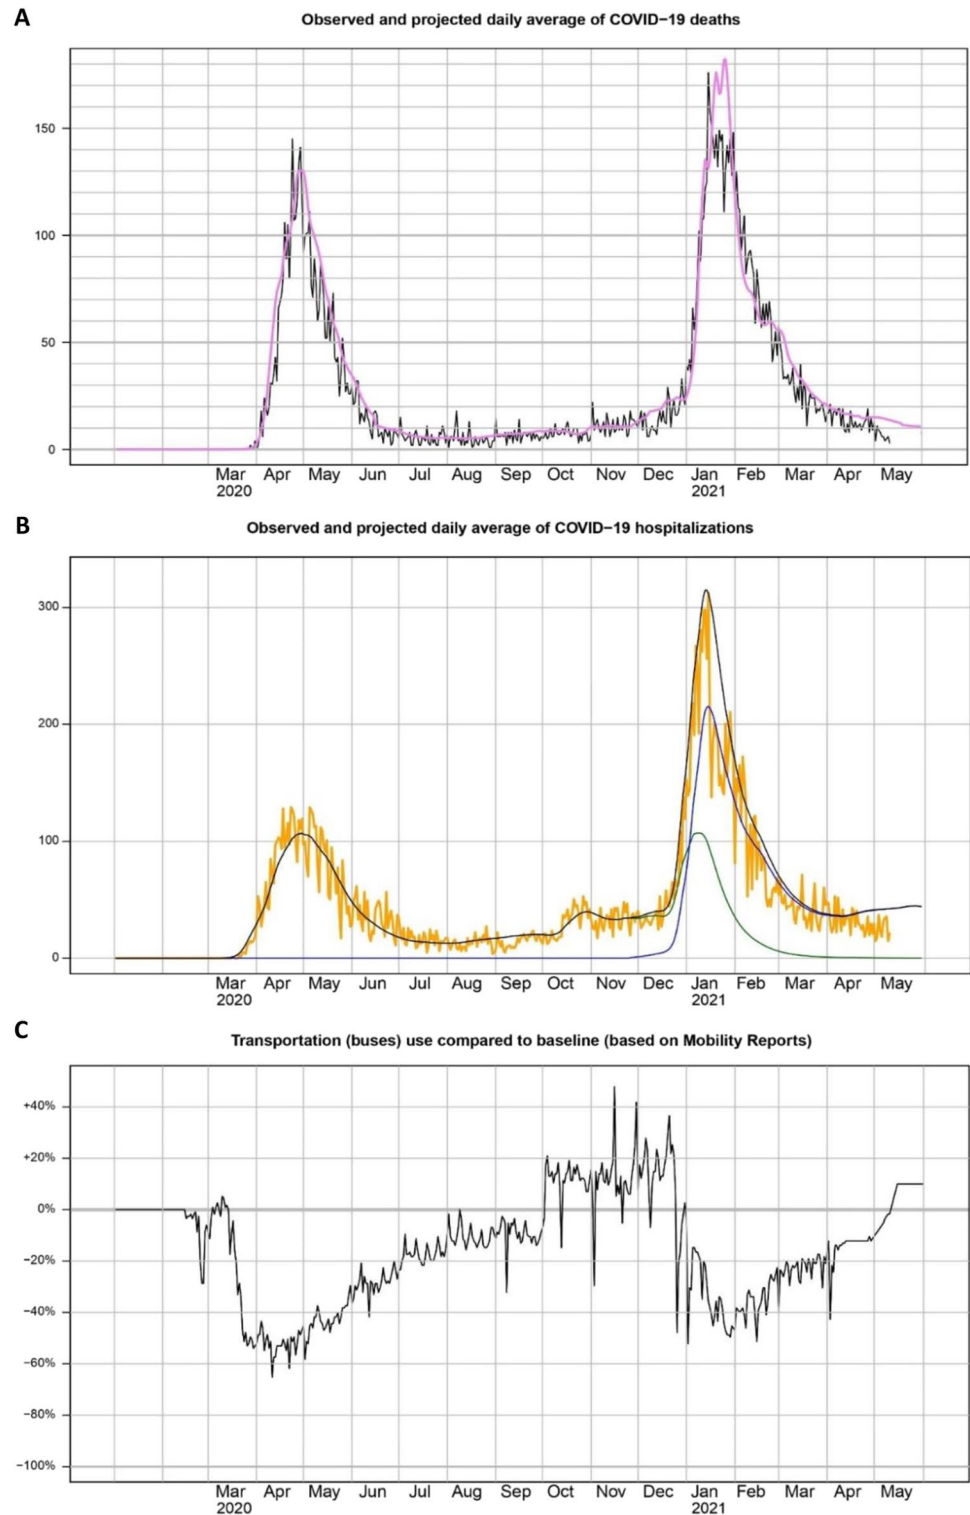 A
Observed and projected daily average of COVID−19 deaths
150
100
50
0
Mar Apr May Jun Jul Aug Sep Oct Nov Dec Jan Feb Mar Apr May
2020 2021
B
Observed and projected daily average of COVID−19 hospitalizations
300
200
100
0
Mar Apr May Jun Jul Aug Sep Oct Nov Dec Jan Feb Mar Apr May
2020 2021
C
Transportation (buses) use compared to baseline (based on Mobility Reports)
+40%
+20%
0%
−20%
−40%
−60%
−80%
−100%
Mar Apr May Jun Jul Aug Sep Oct Nov Dec Jan Feb Mar Apr May
2020 2021